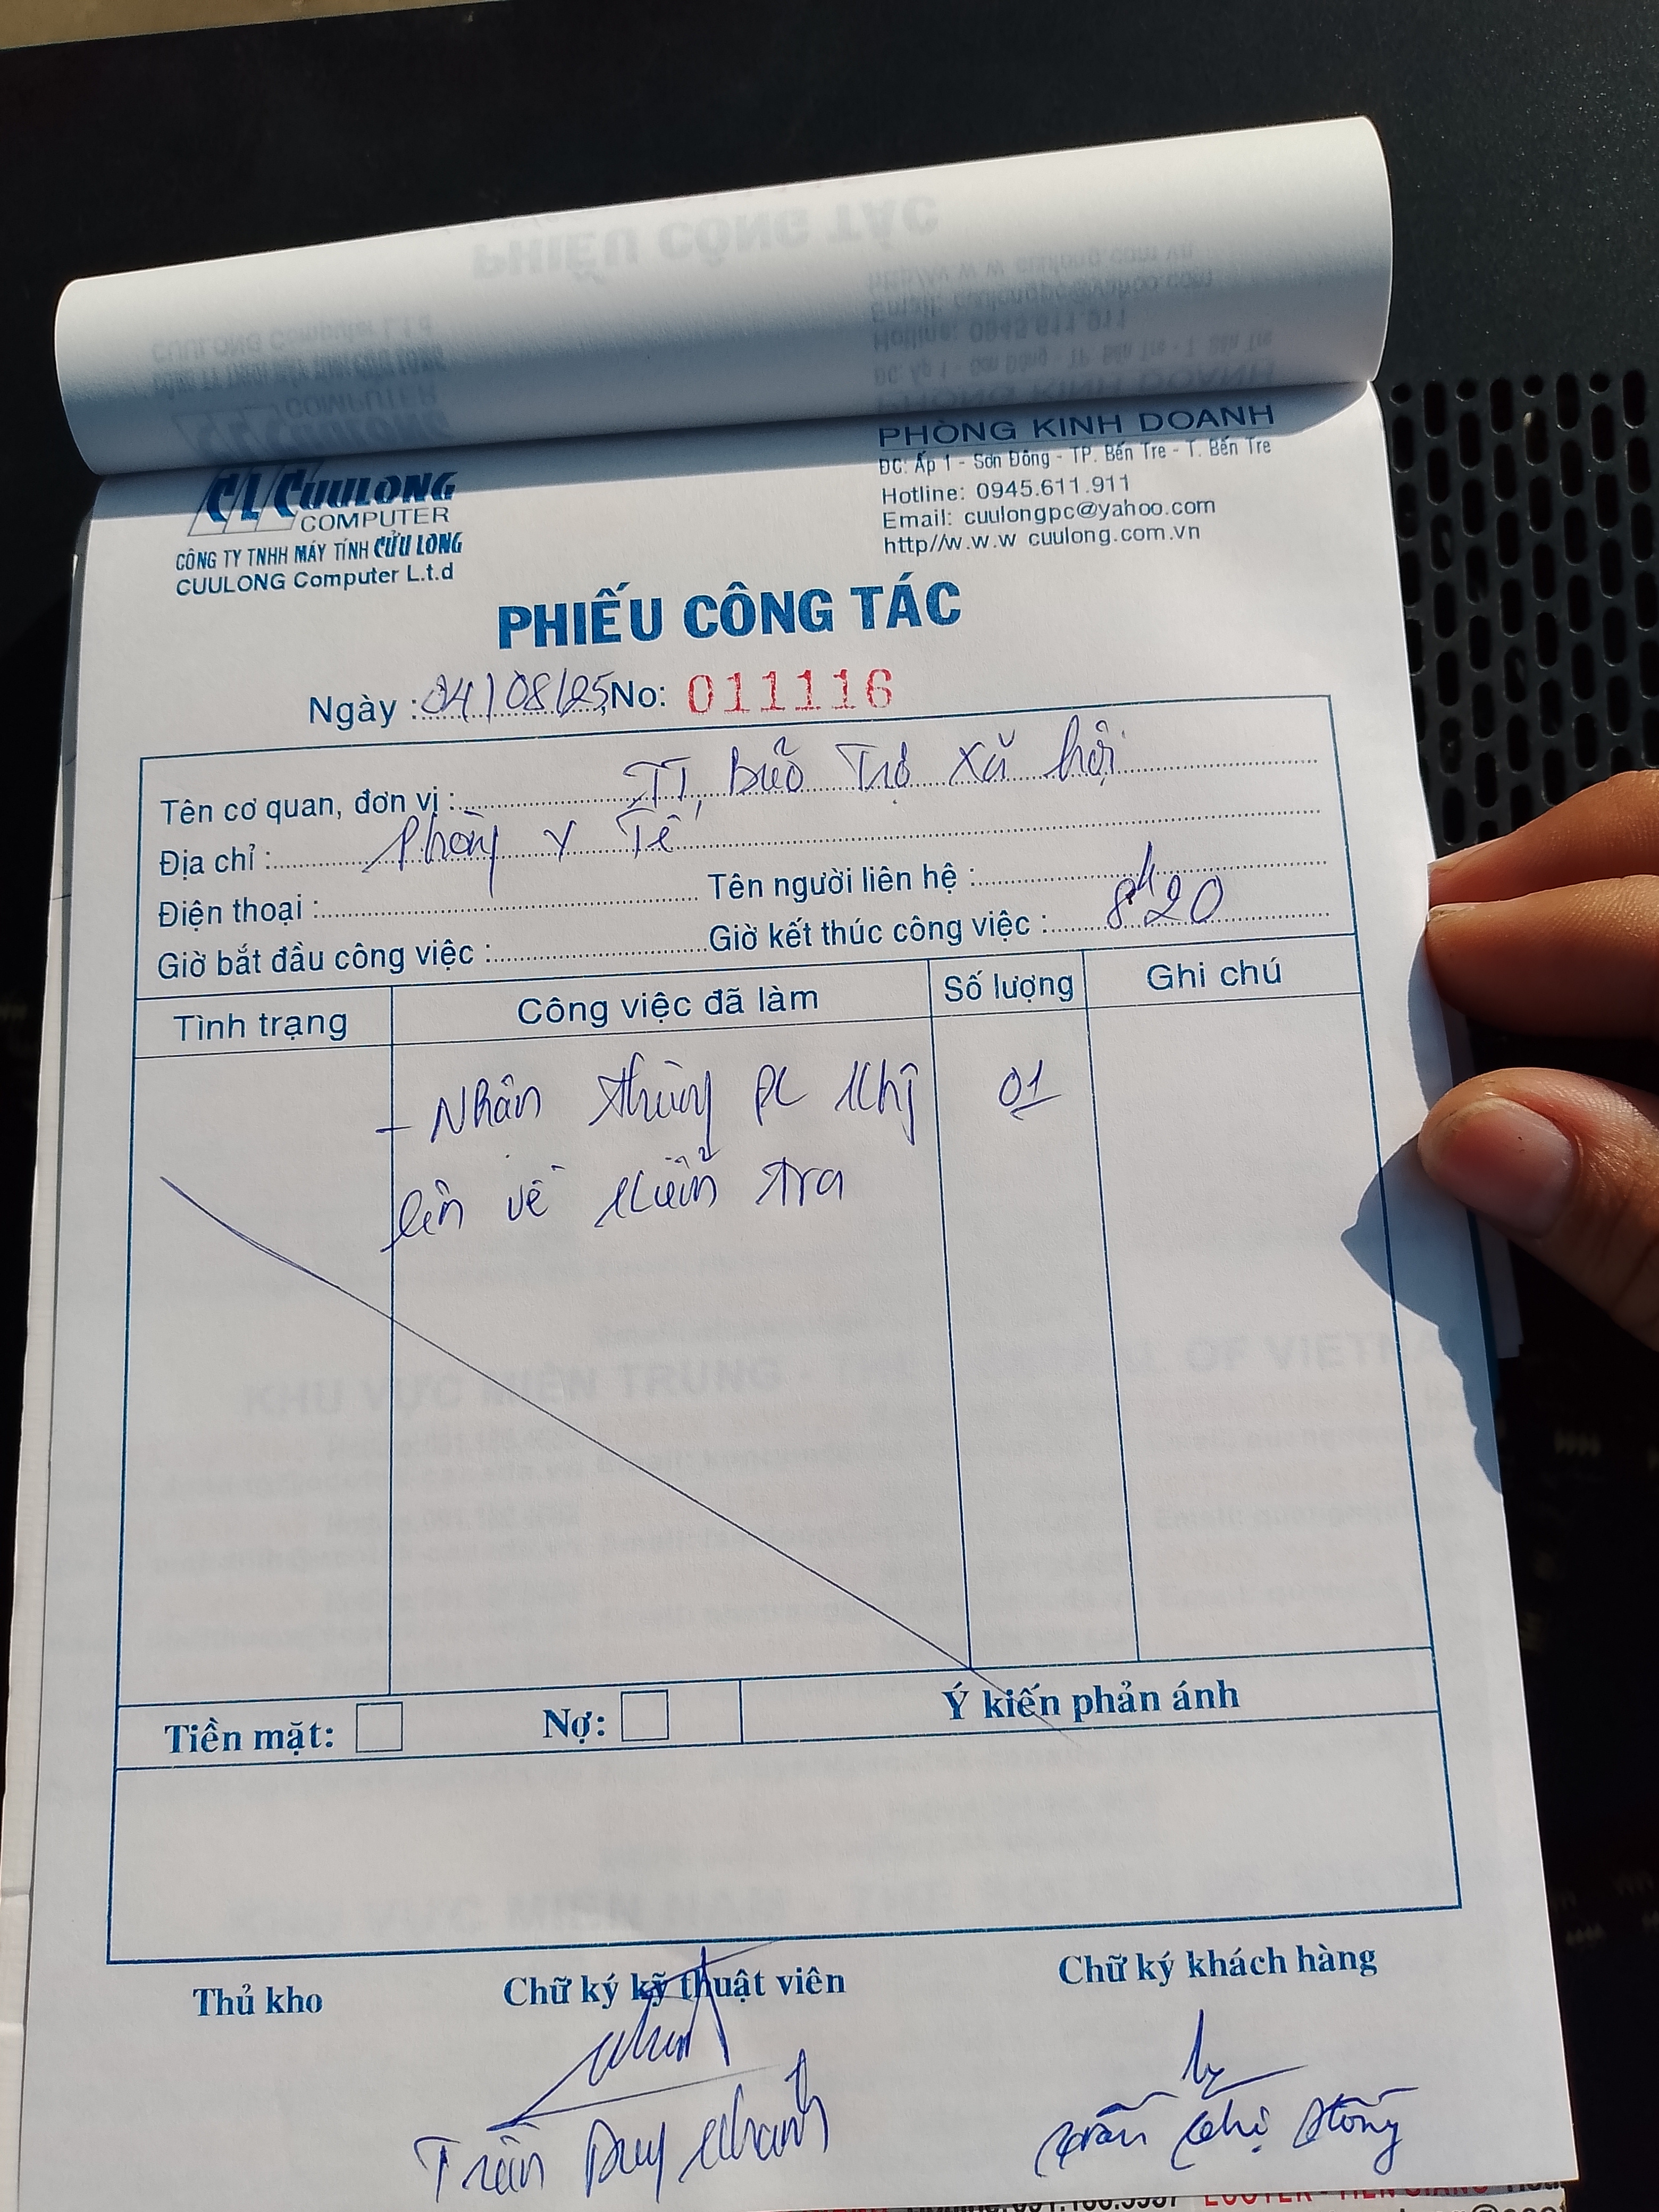 CL CUULONG
COMPUTER
CÔNG TY TNHH MÁY TÍNH CỬU LONG
CUULONG Computer L.t.d
PHÒNG KINH DOANH
ĐC: Ấp 1 - Sơn Đông - TP. Bến Tre - T. Bến Tre
Hotline: 0945.611.911
Email: cuulongpc@yahoo.com
http//w.w.w cuulong.com.vn
PHIẾU CÔNG TÁC
Ngày : 04/08/25 No: 011116
Tên cơ quan, đơn vị : TT, Bảo Trợ Xã hội
Địa chỉ : Phòng Y Tế
Điện thoại : Tên người liên hệ :
Giờ bắt đầu công việc : Giờ kết thúc công việc : 8h20
Tình trạng Công việc đã làm Số lượng Ghi chú
- Nhận thùng PC Khg 01
lên về kiểm tra
Tiền mặt: Nợ: Ý kiến phản ánh
Thủ kho Chữ ký kỹ thuật viên Chữ ký khách hàng
Trần Duy Khanh
Trần Thị